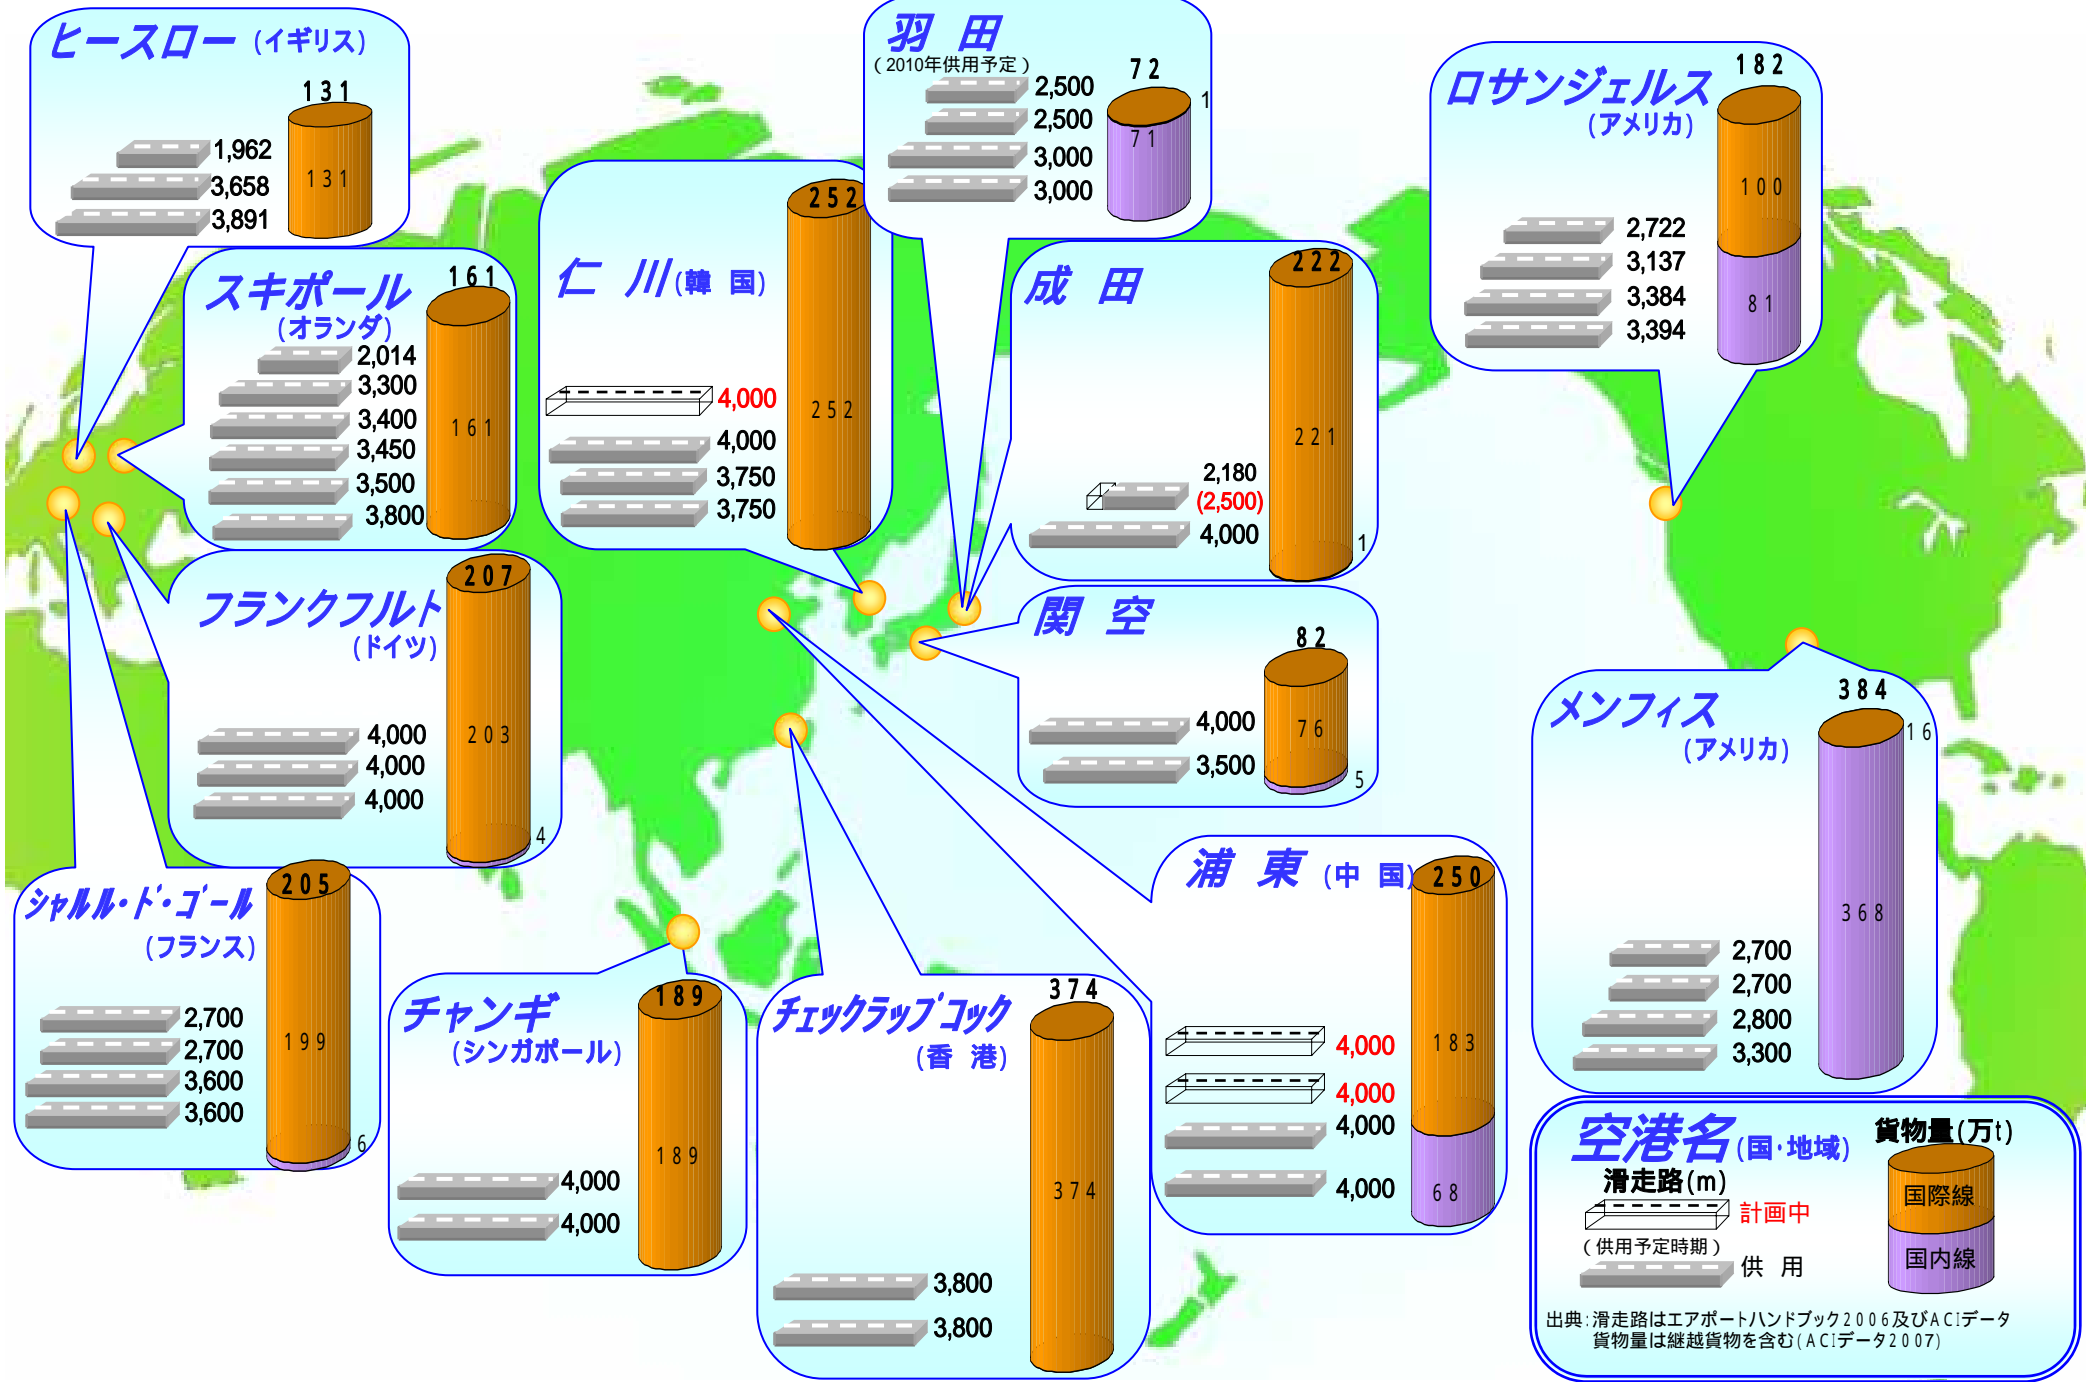 ヒースロー (イギリス)
131
131
1,962
3,658
3,891
スキポール
(オランダ)
161
161
2,014
3,300
3,400
3,450
3,500
3,800
フランクフルト
(ドイツ)
207
203
4
4,000
4,000
4,000
シャルル・ド・ゴール
(フランス)
205
199
6
2,700
2,700
3,600
3,600
仁 川(韓 国)
252
252
4,000
4,000
3,750
3,750
羽 田
(2010年供用予定)
72
1
71
2,500
2,500
3,000
3,000
成 田
222
221
1
2,180
(2,500)
4,000
関 空
82
76
5
4,000
3,500
チャンギ
(シンガポール)
189
189
4,000
4,000
チェックラップコック
(香 港)
374
374
3,800
3,800
浦 東 (中 国)
250
183
68
4,000
4,000
4,000
4,000
ロサンジェルス
(アメリカ)
182
100
81
2,722
3,137
3,384
3,394
メンフィス
(アメリカ)
384
16
368
2,700
2,700
2,800
3,300
空港名(国・地域)
貨物量(万t)
滑走路(m)
計画中
(供用予定時期)
供 用
国際線
国内線
出典:滑走路はエアポートハンドブック2006及びACIデータ
貨物量は継越貨物を含む(ACIデータ2007)